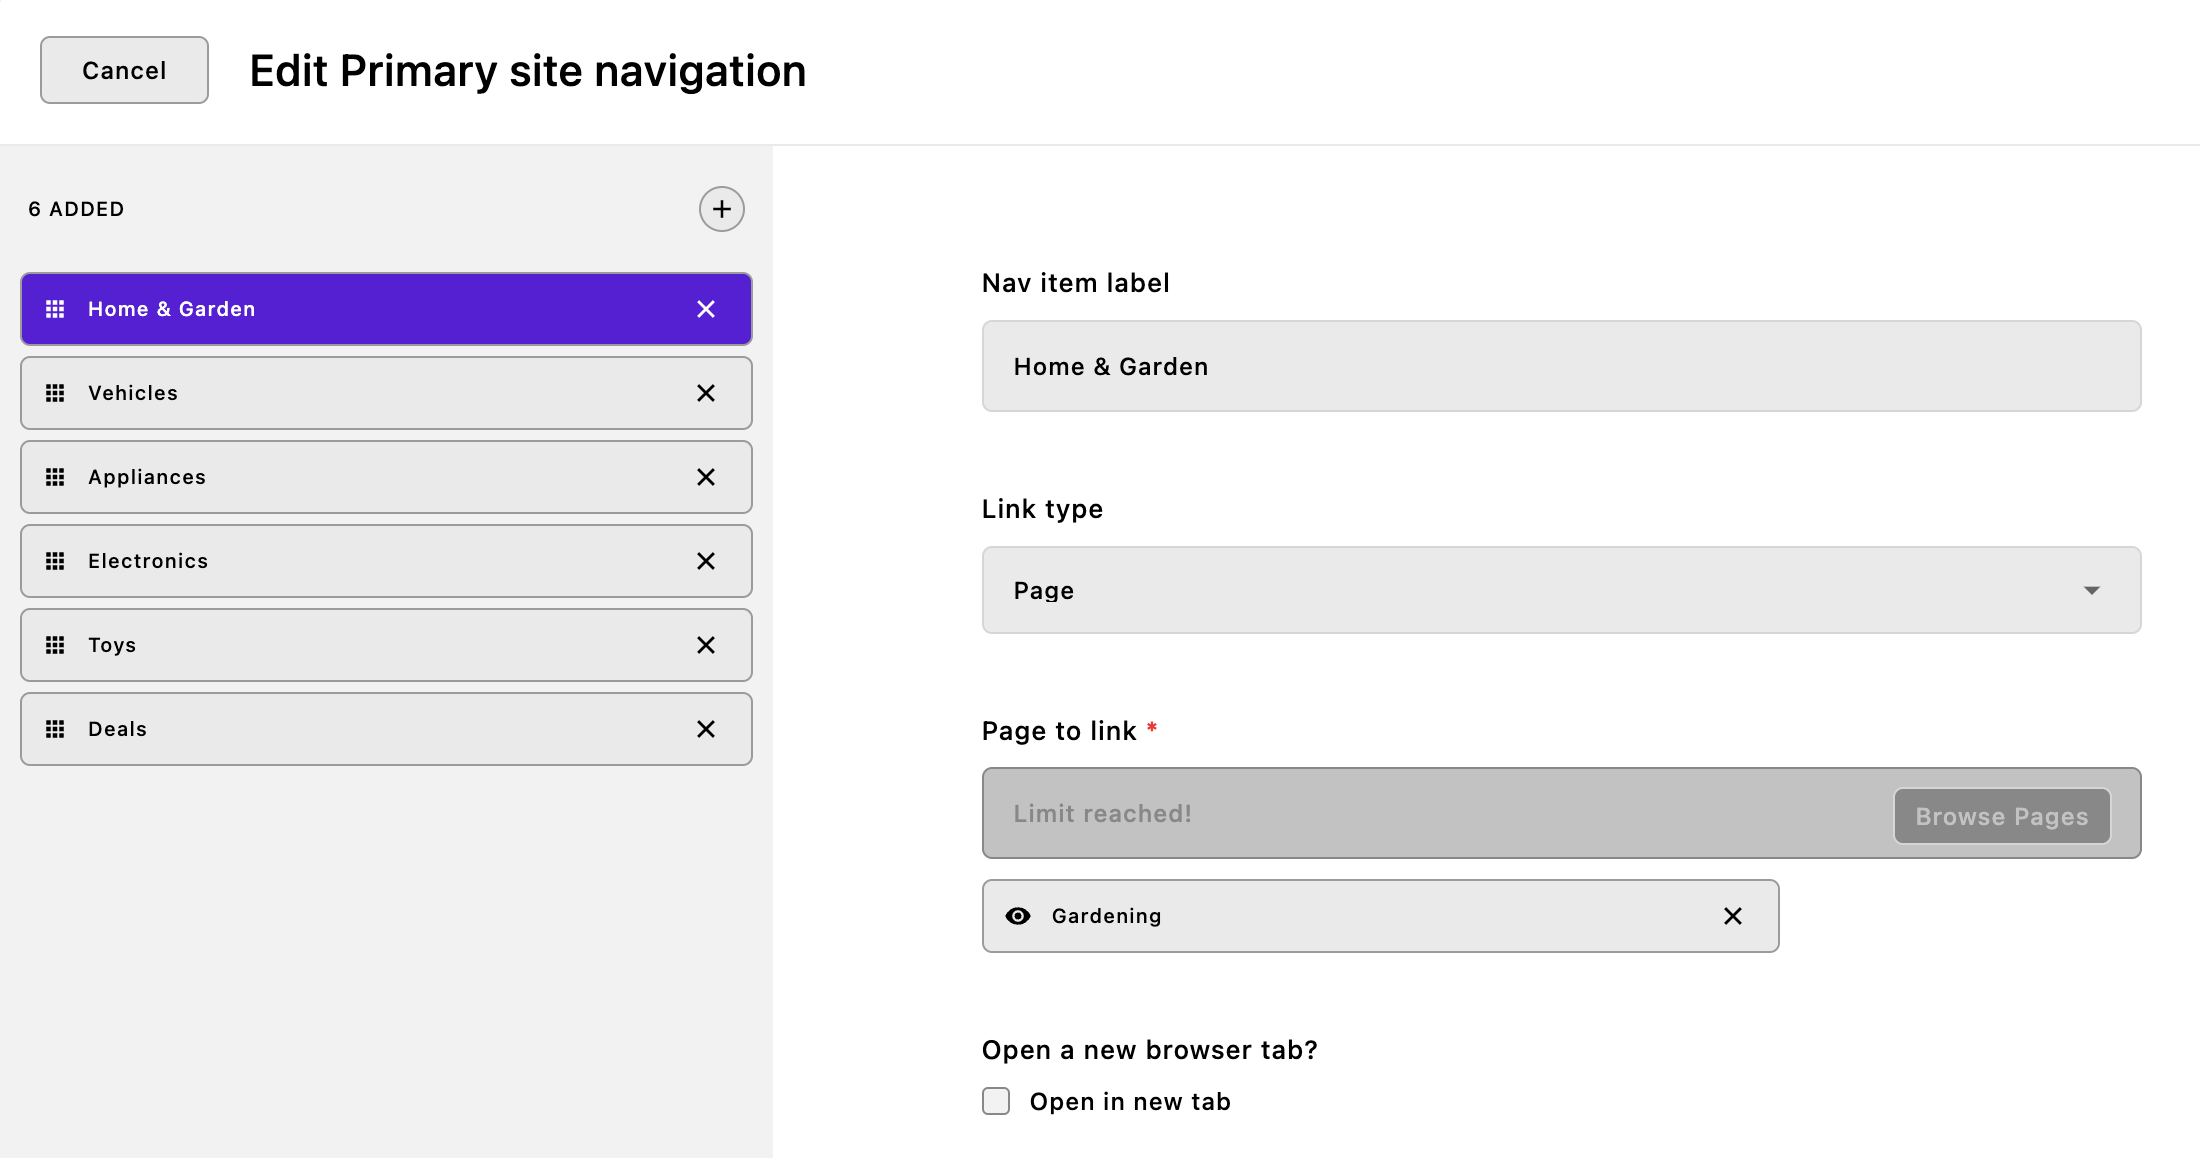 Cancel
Edit Primary site navigation
6 ADDED
Home & Garden
Vehicles
Appliances
Electronics
Toys
Deals
Nav item label
Home & Garden
Link type
Page
Page to link *
Limit reached!
Browse Pages
Gardening
Open a new browser tab?
Open in new tab